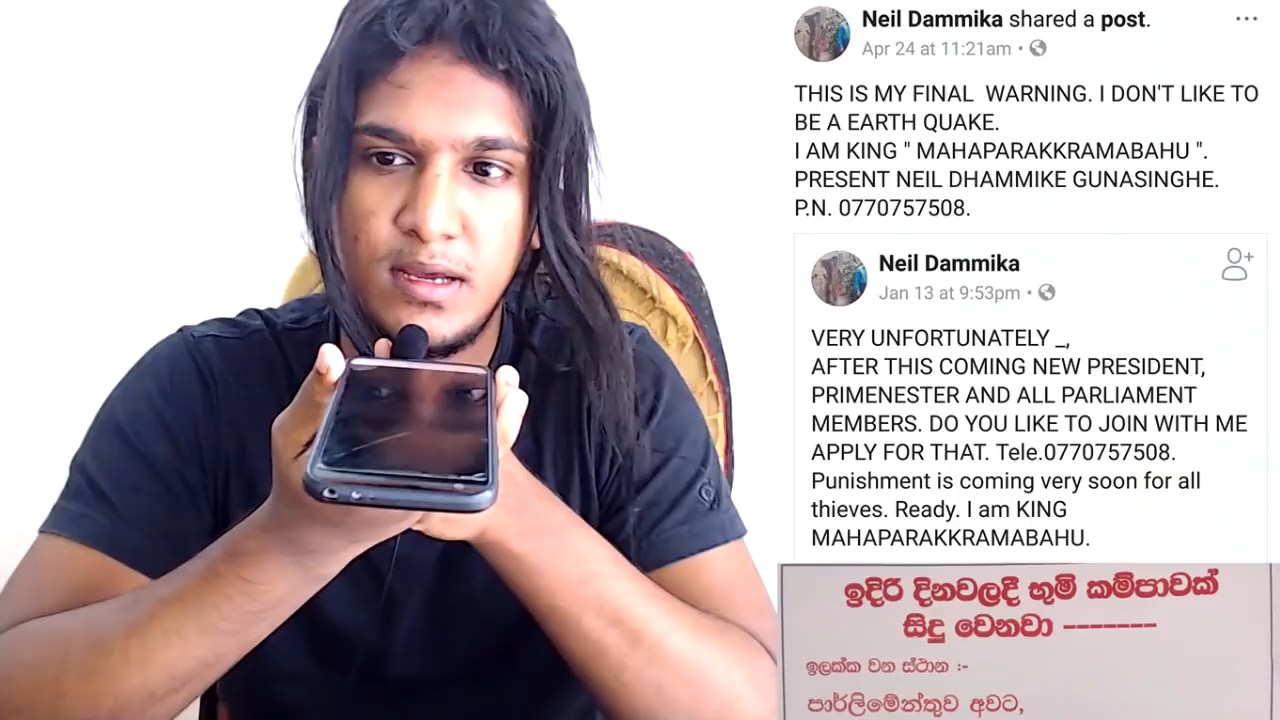 Neil Dammika shared a post.
Apr 24 at 11:21am •
THIS IS MY FINAL WARNING. I DON'T LIKE TO
BE A EARTH QUAKE.
I AM KING " MAHAPARAKKRAMABAHU ".
PRESENT NEIL DHAMMIKE GUNASINGHE.
P.N. 0770757508.
Neil Dammika
Jan 13 at 9:53pm •
VERY UNFORTUNATELY _,
AFTER THIS COMING NEW PRESIDENT,
PRIMENESTER AND ALL PARLIAMENT
MEMBERS. DO YOU LIKE TO JOIN WITH ME
APPLY FOR THAT. Tele.0770757508.
Punishment is coming very soon for all
thieves. Ready. I am KING
MAHAPARAKKRAMABAHU.
ඉදිරි දිනවලදී භුමි කම්පාවක්
සිදු වෙනවා -------
ඉලක්ක වන ස්ථාන :-
පාර්ලිමේන්තුව අවට,